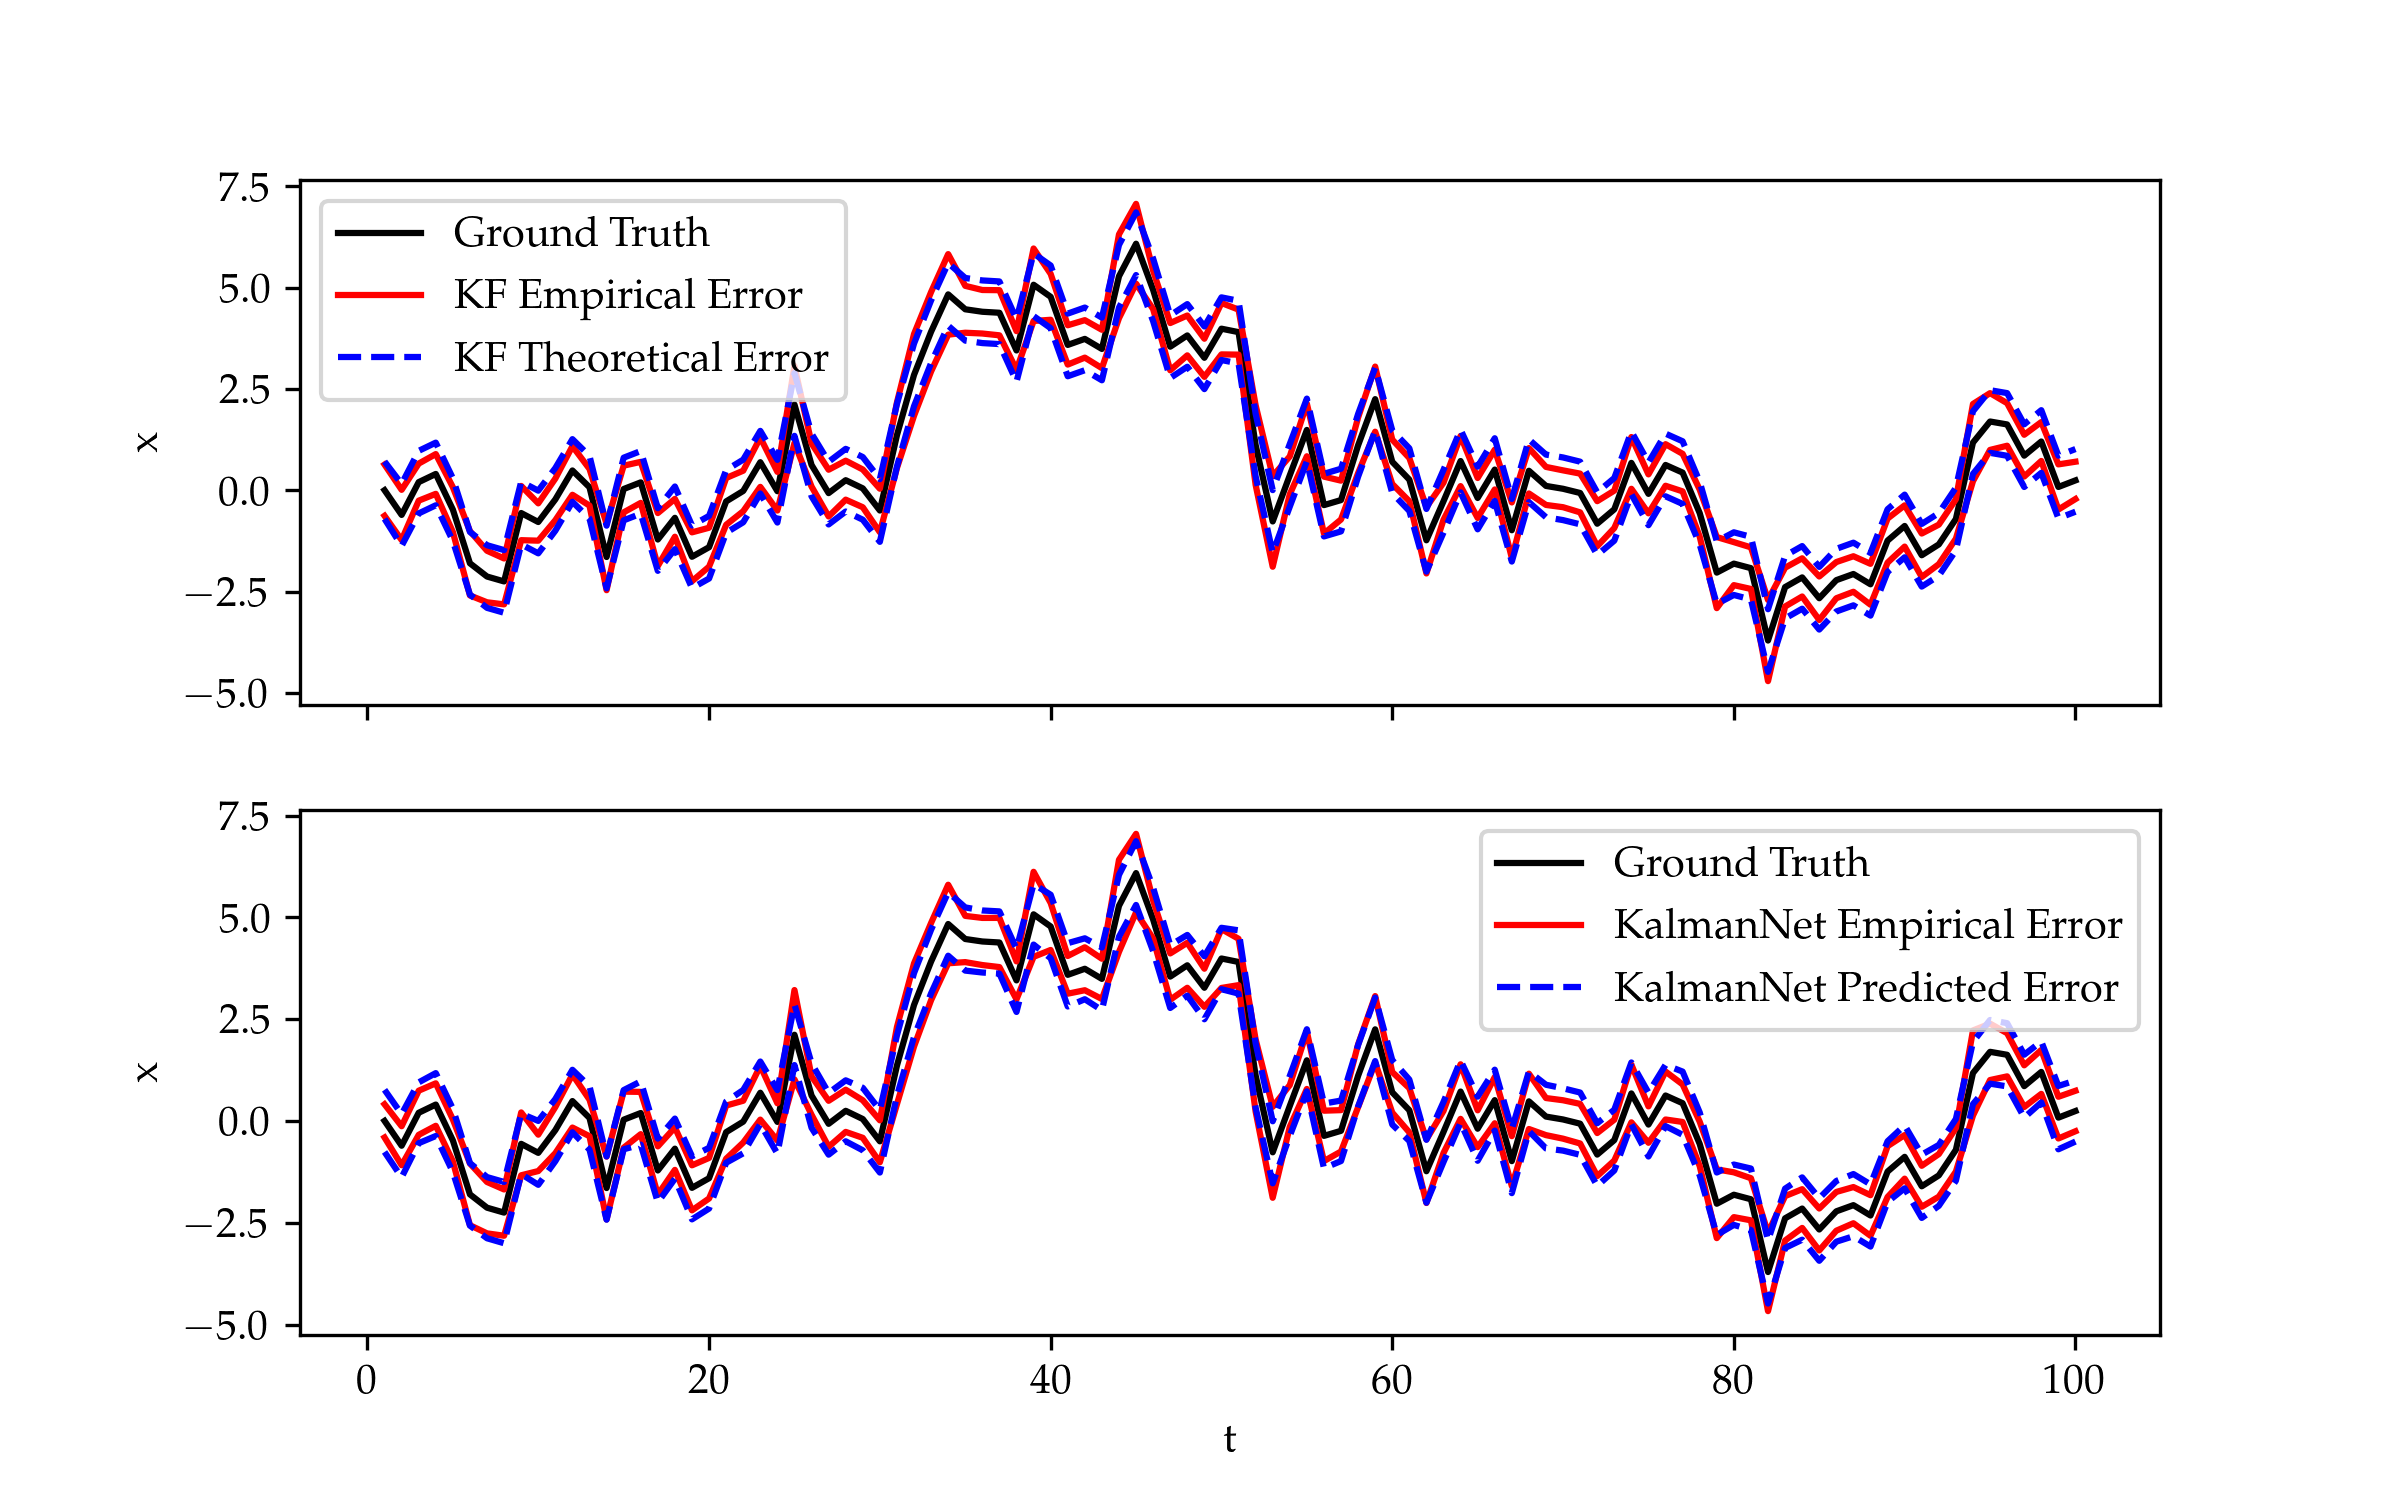 7.5
5.0
2.5
0.0
−2.5
−5.0
x
Ground Truth
KF Empirical Error
KF Theoretical Error
7.5
5.0
2.5
0.0
−2.5
−5.0
x
Ground Truth
KalmanNet Empirical Error
KalmanNet Predicted Error
0 20 40 60 80 100
t